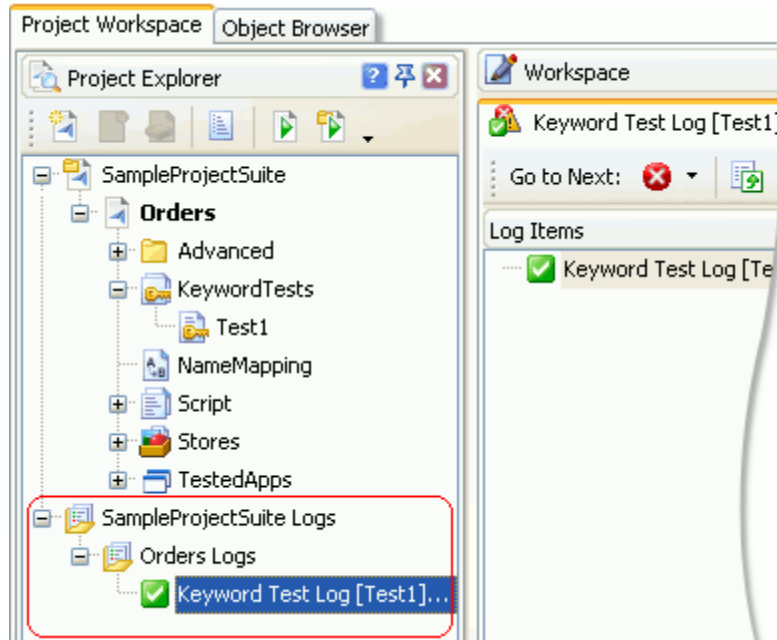 Project Workspace
Object Browser
Project Explorer
Workspace
Keyword Test Log [Test1]
Go to Next:
Log Items
Keyword Test Log [Te
SampleProjectSuite
Orders
Advanced
KeywordTests
Test1
NameMapping
Script
Stores
TestedApps
SampleProjectSuite Logs
Orders Logs
Keyword Test Log [Test1]...